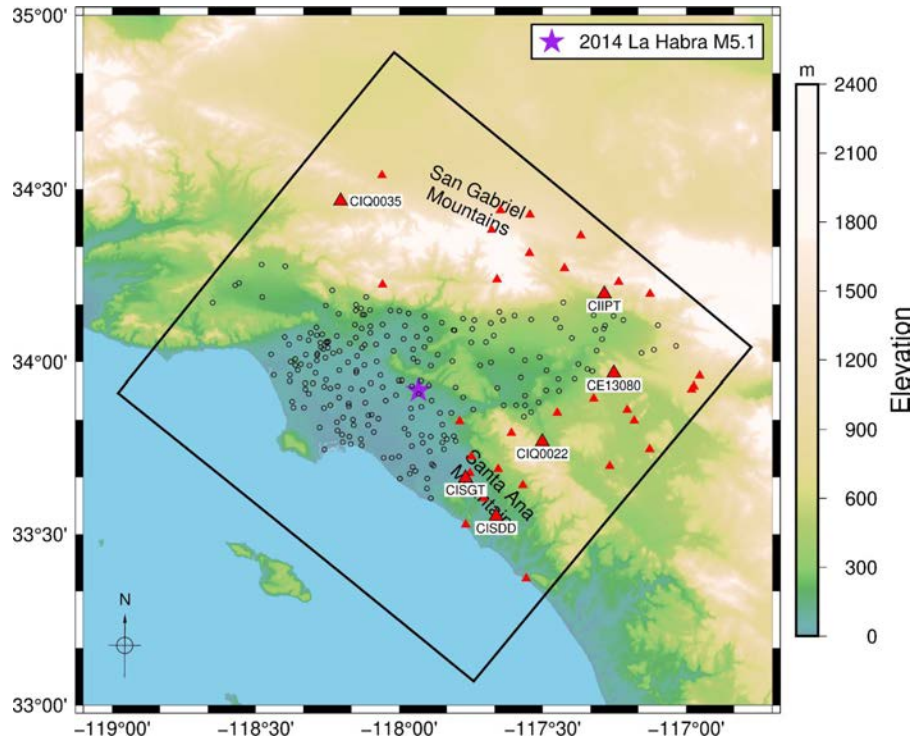 35°00'
2014 La Habra M5.1
m
2400
2100
1800
1500
1200
900
600
300
0
Elevation
34°30'
34°00'
33°30'
33°00'
San Gabriel
Mountains
CIQ0035
CIIPT
CE13080
CIQ0022
CISGT
CISDD
Santa Ana
Mountains
N
-119°00'
-118°30'
-118°00'
-117°30'
-117°00'